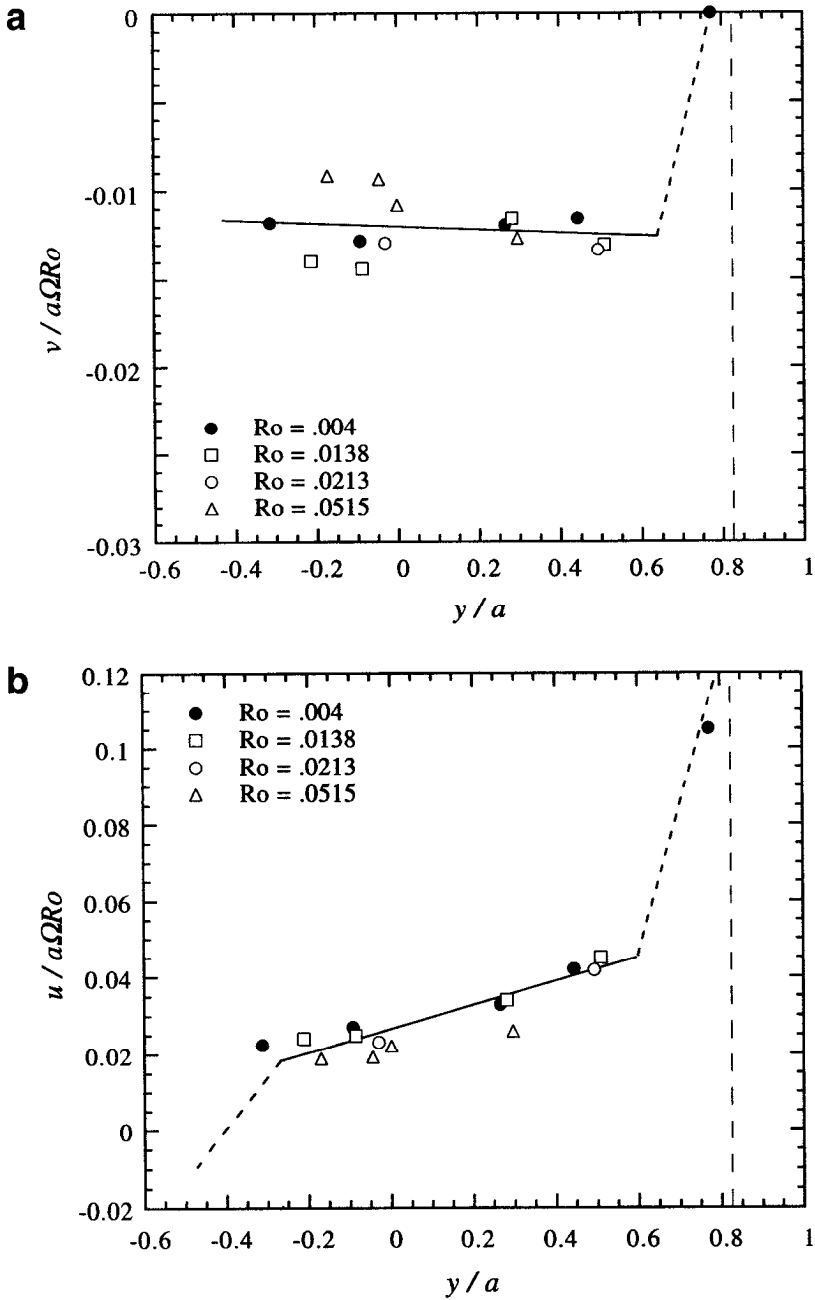 a
0
-0.01
-0.02
-0.03
v / aΩRo
Ro = .004
Ro = .0138
Ro = .0213
Ro = .0515
-0.6 -0.4 -0.2 0 0.2 0.4 0.6 0.8 1
y / a
b
0.12
0.1
0.08
0.06
0.04
0.02
0
-0.02
u / aΩRo
Ro = .004
Ro = .0138
Ro = .0213
Ro = .0515
-0.6 -0.4 -0.2 0 0.2 0.4 0.6 0.8 1
y / a